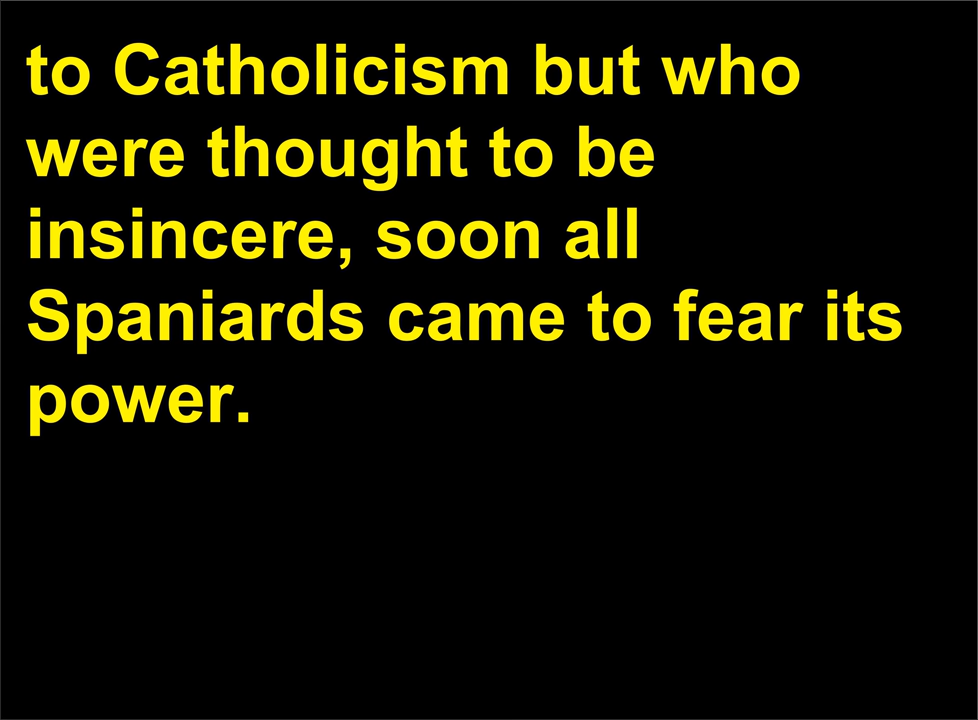 to Catholicism but who
were thought to be
insincere, soon all
Spaniards came to fear its
power.